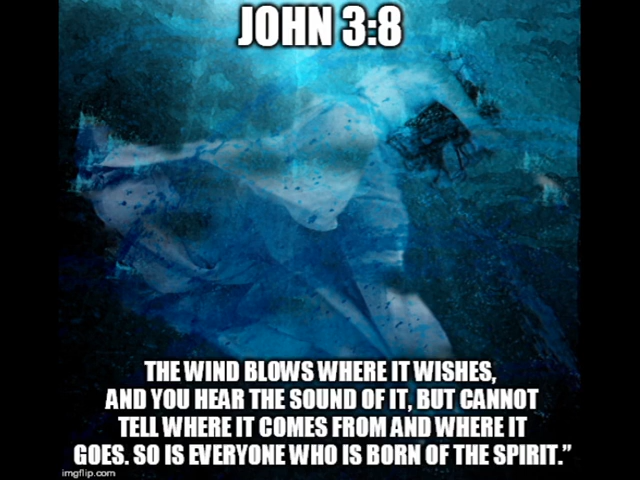 JOHN 3:8
THE WIND BLOWS WHERE IT WISHES,
AND YOU HEAR THE SOUND OF IT, BUT CANNOT
TELL WHERE IT COMES FROM AND WHERE IT
GOES. SO IS EVERYONE WHO IS BORN OF THE SPIRIT.”
imgflip.com